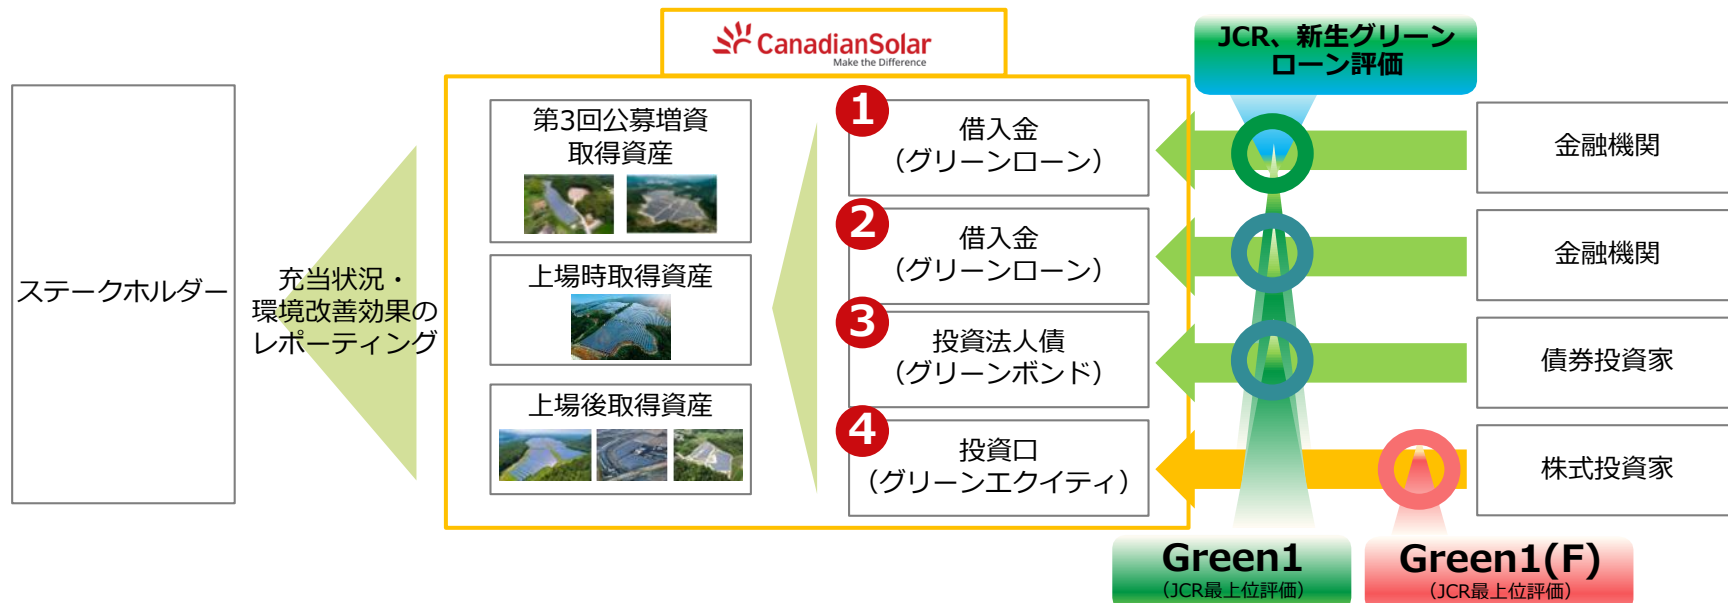 CanadianSolar
Make the Difference
JCR、新生グリーン
ローン評価
ステークホルダー
充当状況・
環境改善効果の
レポーティング
第3回公募増資
取得資産
上場時取得資産
上場後取得資産
1
借入金
（グリーンローン）
2
借入金
（グリーンローン）
3
投資法人債
（グリーンボンド）
4
投資口
（グリーンエクイティ）
金融機関
金融機関
債券投資家
株式投資家
Green1
（JCR最上位評価）
Green1(F)
（JCR最上位評価）